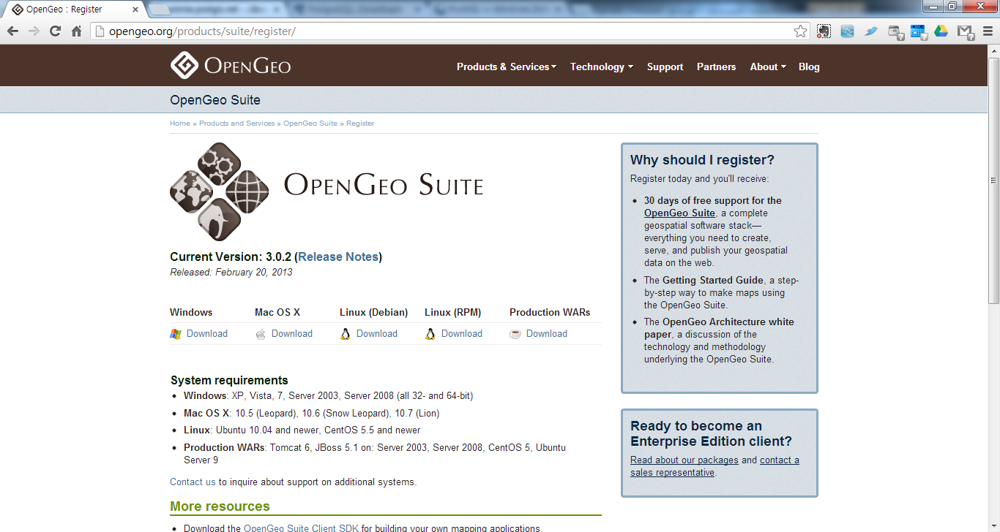 OpenGeo : Register
opengeo.org/products/suite/register/
OPENGEO
Products & Services
Technology
Support
Partners
About
Blog
OpenGeo Suite
Home » Products and Services » OpenGeo Suite » Register
OPENGEO SUITE
Current Version: 3.0.2 (Release Notes)
Released: February 20, 2013
Windows
Mac OS X
Linux (Debian)
Linux (RPM)
Production WARs
Download
Download
Download
Download
Download
System requirements
• Windows: XP, Vista, 7, Server 2003, Server 2008 (all 32- and 64-bit)
• Mac OS X: 10.5 (Leopard), 10.6 (Snow Leopard), 10.7 (Lion)
• Linux: Ubuntu 10.04 and newer, CentOS 5.5 and newer
• Production WARs: Tomcat 6, JBoss 5.1 on: Server 2003, Server 2008, CentOS 5, Ubuntu
Server 9
Contact us to inquire about support on additional systems.
More resources
• Download the OpenGeo Suite Client SDK for building your own mapping applications.
Why should I register?
Register today and you'll receive:
• 30 days of free support for the
OpenGeo Suite, a complete
geospatial software stack—
everything you need to create,
serve, and publish your geospatial
data on the web.
• The Getting Started Guide, a step-
by-step way to make maps using
the OpenGeo Suite.
• The OpenGeo Architecture white
paper, a discussion of the
technology and methodology
underlying the OpenGeo Suite.
Ready to become an
Enterprise Edition client?
Read about our packages and contact a
sales representative.